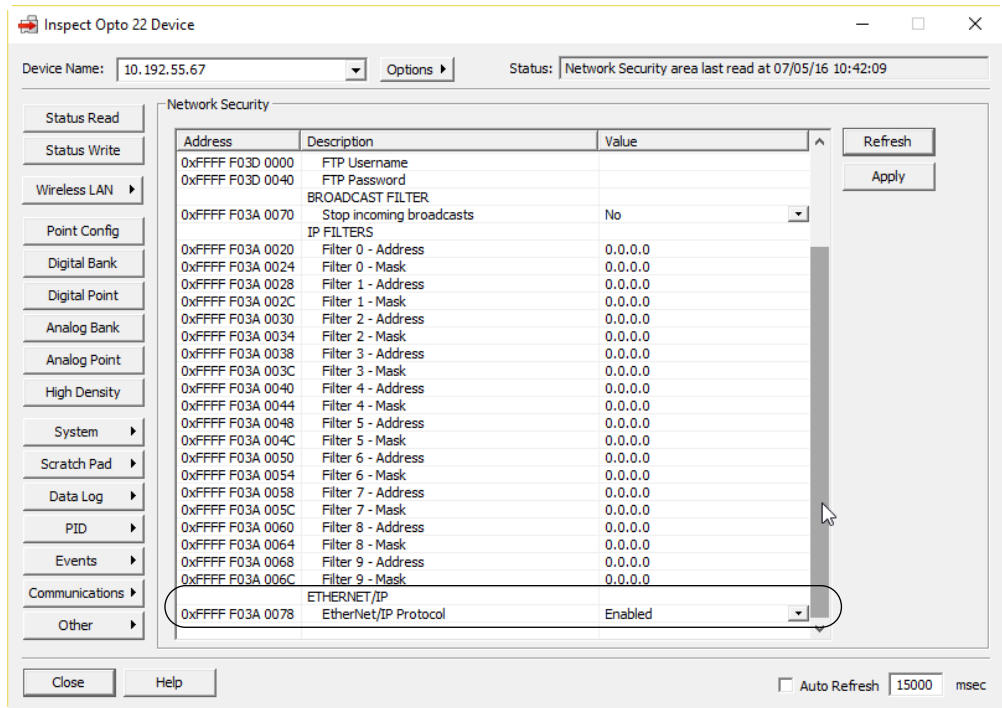 Inspect Opto 22 Device
Device Name: 10.192.55.67 Options Status: Network Security area last read at 07/05/16 10:42:09
Status Read
Status Write
Wireless LAN
Point Config
Digital Bank
Digital Point
Analog Bank
Analog Point
High Density
System
Scratch Pad
Data Log
PID
Events
Communications
Other
Network Security
Address Description Value
0xFFFF F03D 0000 FTP Username
0xFFFF F03D 0040 FTP Password
BROADCAST FILTER
0xFFFF F03A 0070 Stop incoming broadcasts No
IP FILTERS
0xFFFF F03A 0020 Filter 0 - Address 0.0.0.0
0xFFFF F03A 0024 Filter 0 - Mask 0.0.0.0
0xFFFF F03A 0028 Filter 1 - Address 0.0.0.0
0xFFFF F03A 002C Filter 1 - Mask 0.0.0.0
0xFFFF F03A 0030 Filter 2 - Address 0.0.0.0
0xFFFF F03A 0034 Filter 2 - Mask 0.0.0.0
0xFFFF F03A 0038 Filter 3 - Address 0.0.0.0
0xFFFF F03A 003C Filter 3 - Mask 0.0.0.0
0xFFFF F03A 0040 Filter 4 - Address 0.0.0.0
0xFFFF F03A 0044 Filter 4 - Mask 0.0.0.0
0xFFFF F03A 0048 Filter 5 - Address 0.0.0.0
0xFFFF F03A 004C Filter 5 - Mask 0.0.0.0
0xFFFF F03A 0050 Filter 6 - Address 0.0.0.0
0xFFFF F03A 0054 Filter 6 - Mask 0.0.0.0
0xFFFF F03A 0058 Filter 7 - Address 0.0.0.0
0xFFFF F03A 005C Filter 7 - Mask 0.0.0.0
0xFFFF F03A 0060 Filter 8 - Address 0.0.0.0
0xFFFF F03A 0064 Filter 8 - Mask 0.0.0.0
0xFFFF F03A 0068 Filter 9 - Address 0.0.0.0
0xFFFF F03A 006C Filter 9 - Mask 0.0.0.0
ETHERNET/IP
0xFFFF F03A 0078 EtherNet/IP Protocol Enabled
Refresh
Apply
Close Help Auto Refresh 15000 msec